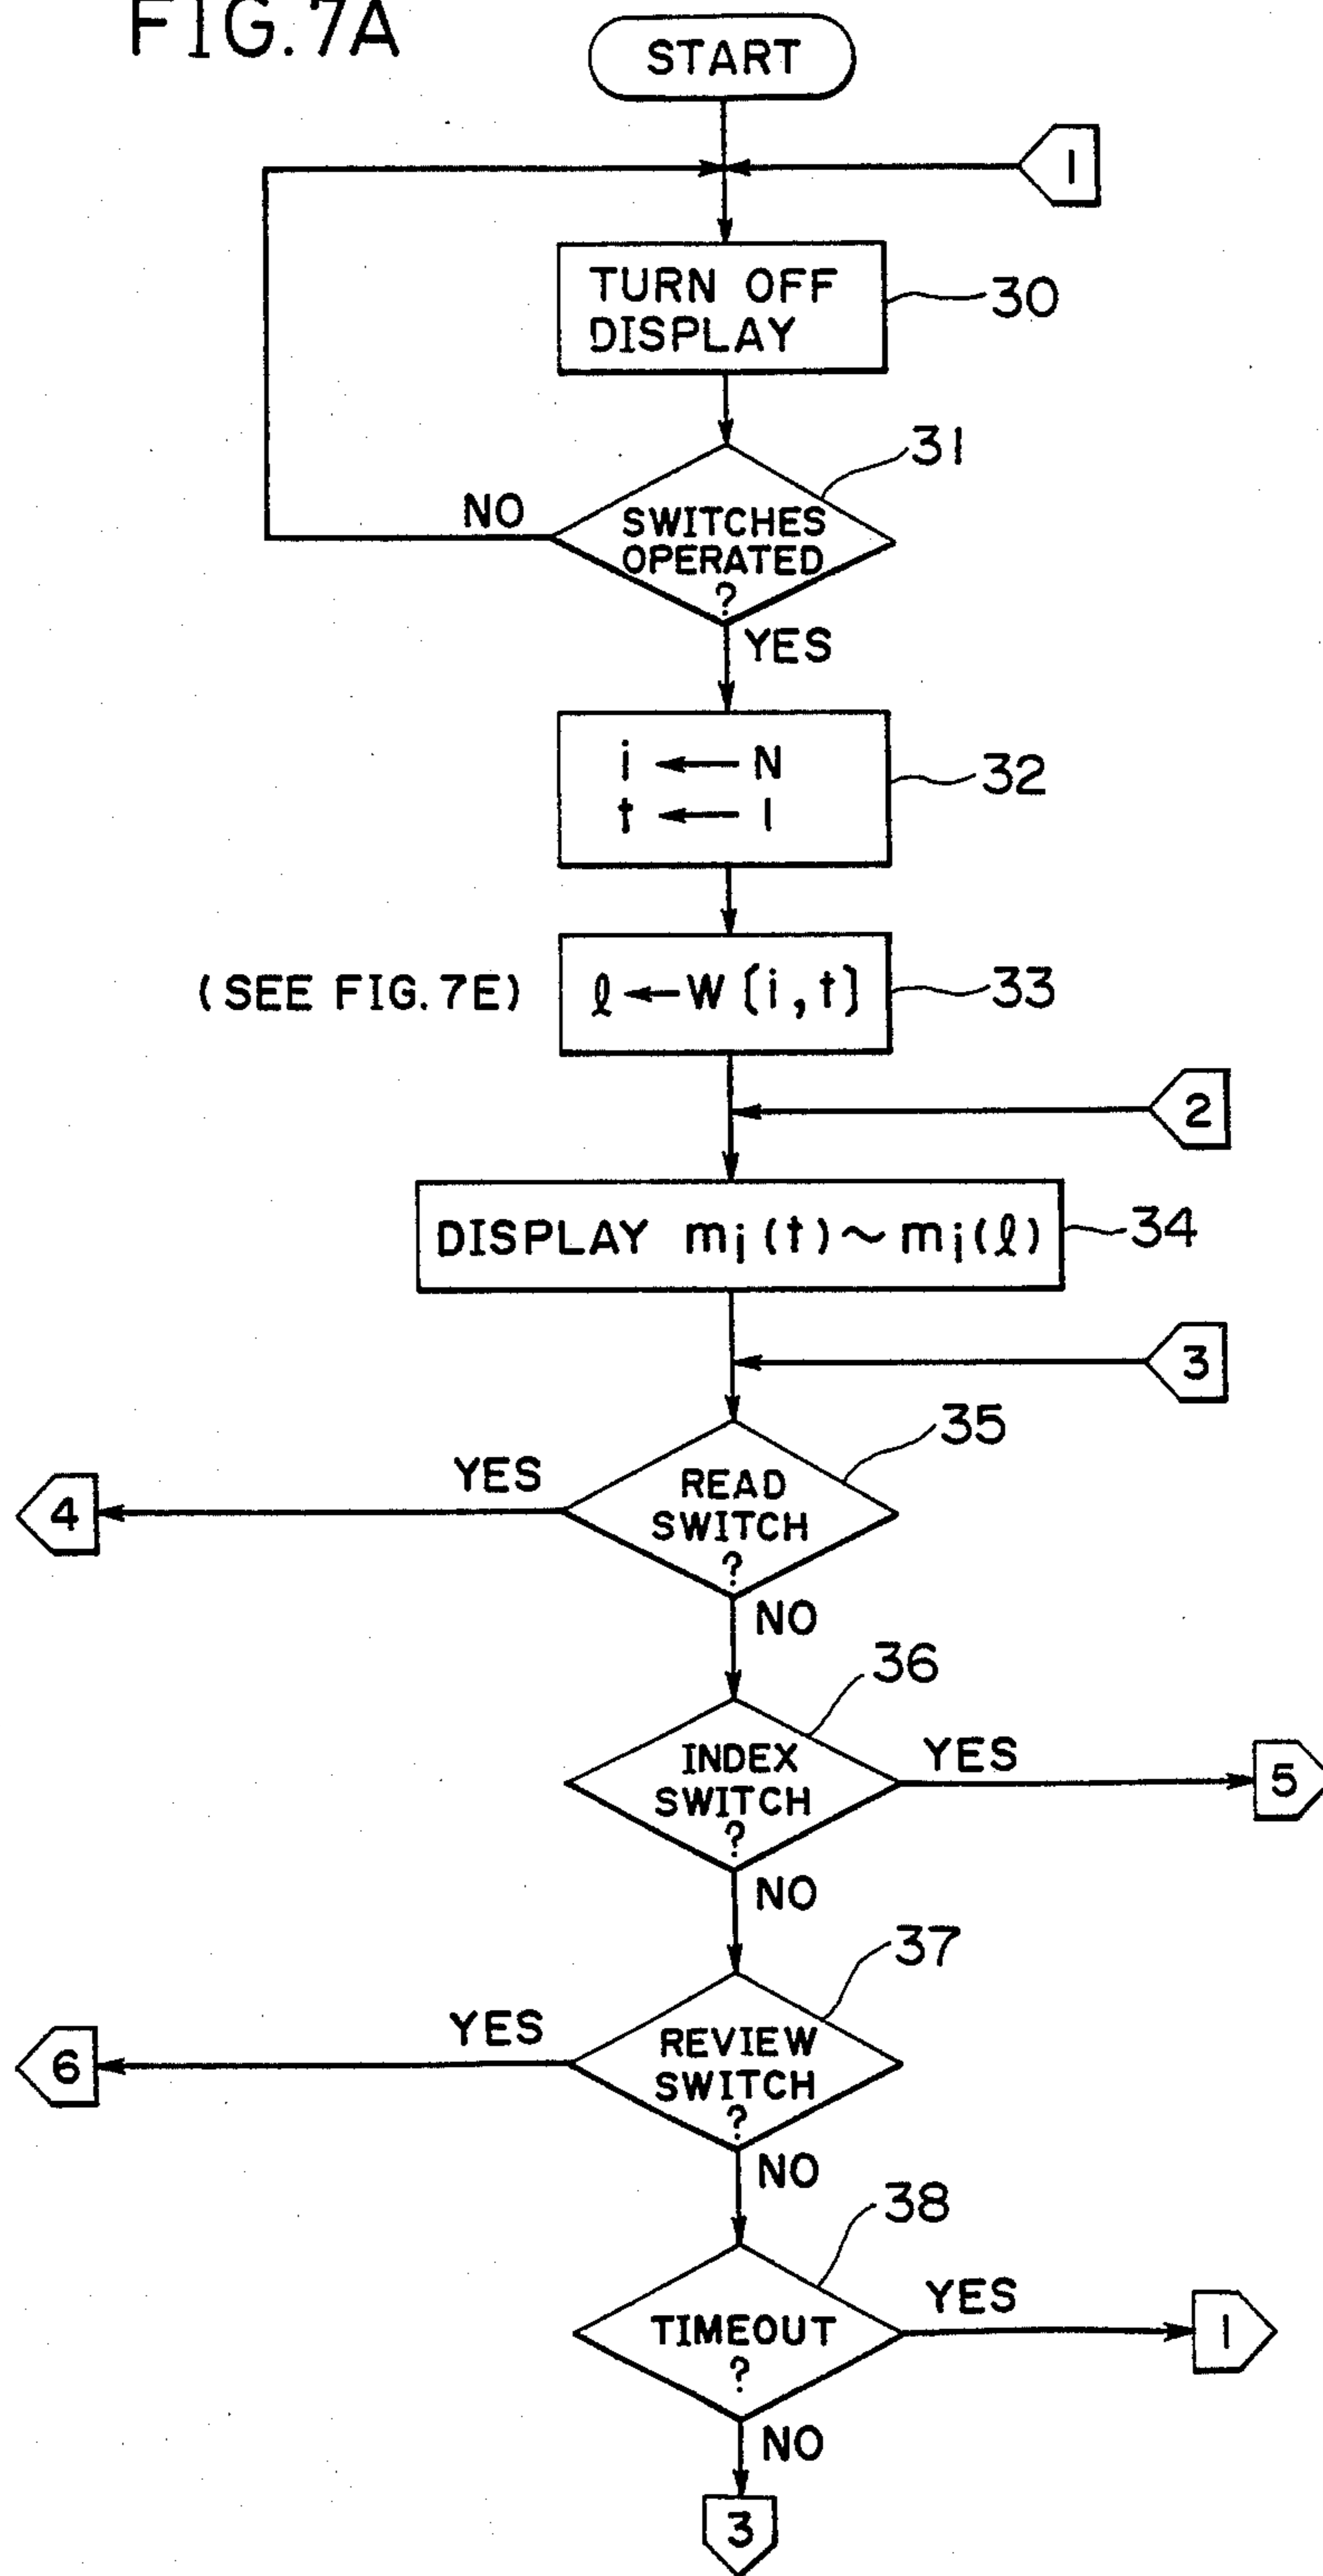 FIG. 7A
START
1
TURN OFF
DISPLAY
30
31
NO
SWITCHES
OPERATED
?
YES
i ← N
t ← 1
32
(SEE FIG. 7E)
ℓ ← W [i, t]
33
2
DISPLAY mi (t) ~ mi (ℓ)
34
3
35
YES
READ
SWITCH
?
4
NO
36
INDEX
SWITCH
?
YES
5
NO
37
YES
REVIEW
SWITCH
?
6
NO
38
TIMEOUT
?
YES
1
NO
3